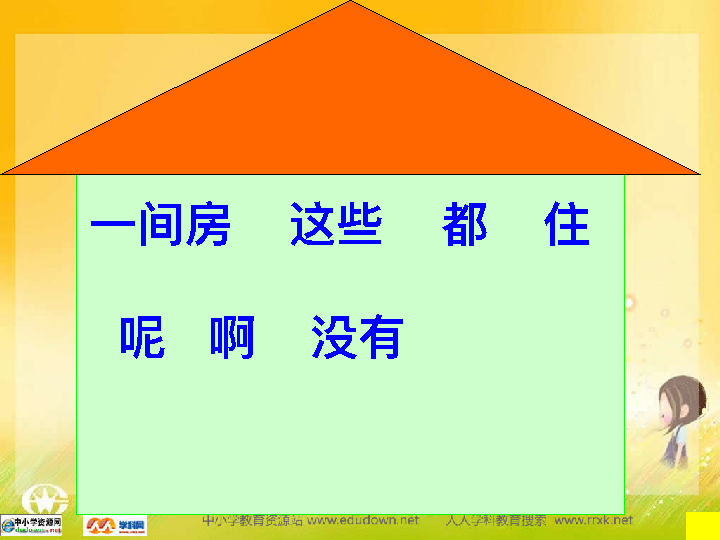 一间房 这些 都 住
呢 啊 没有
中小学教育资源站 www.edudown.net 人人学科教育搜索 www.rrxk.net
中小学资源网 学科网